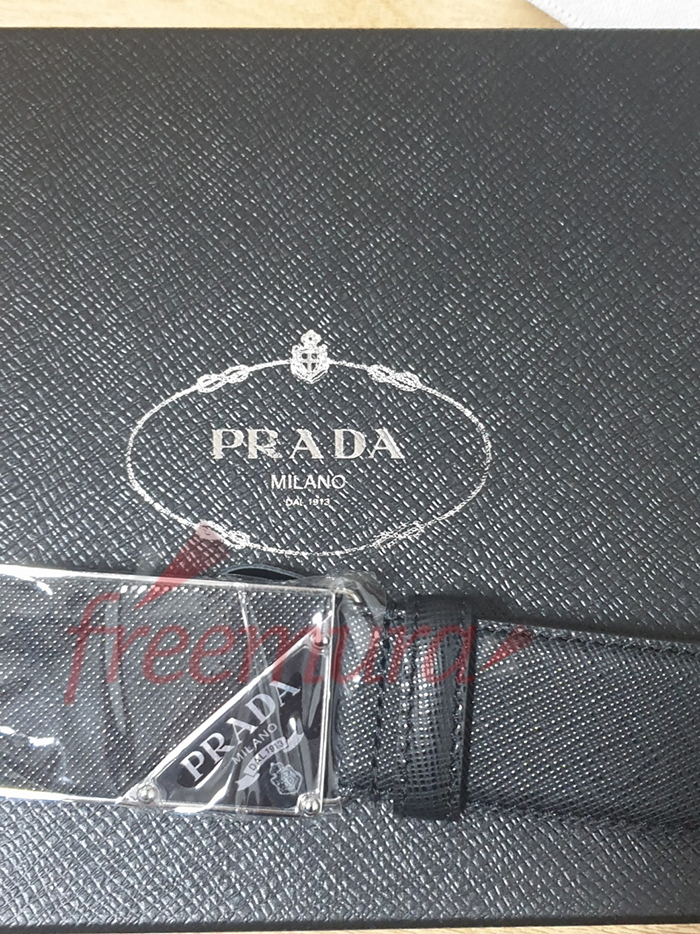 PRADA
MILANO
DAL 1913
freemura
PRADA
MILANO
DAL 1913